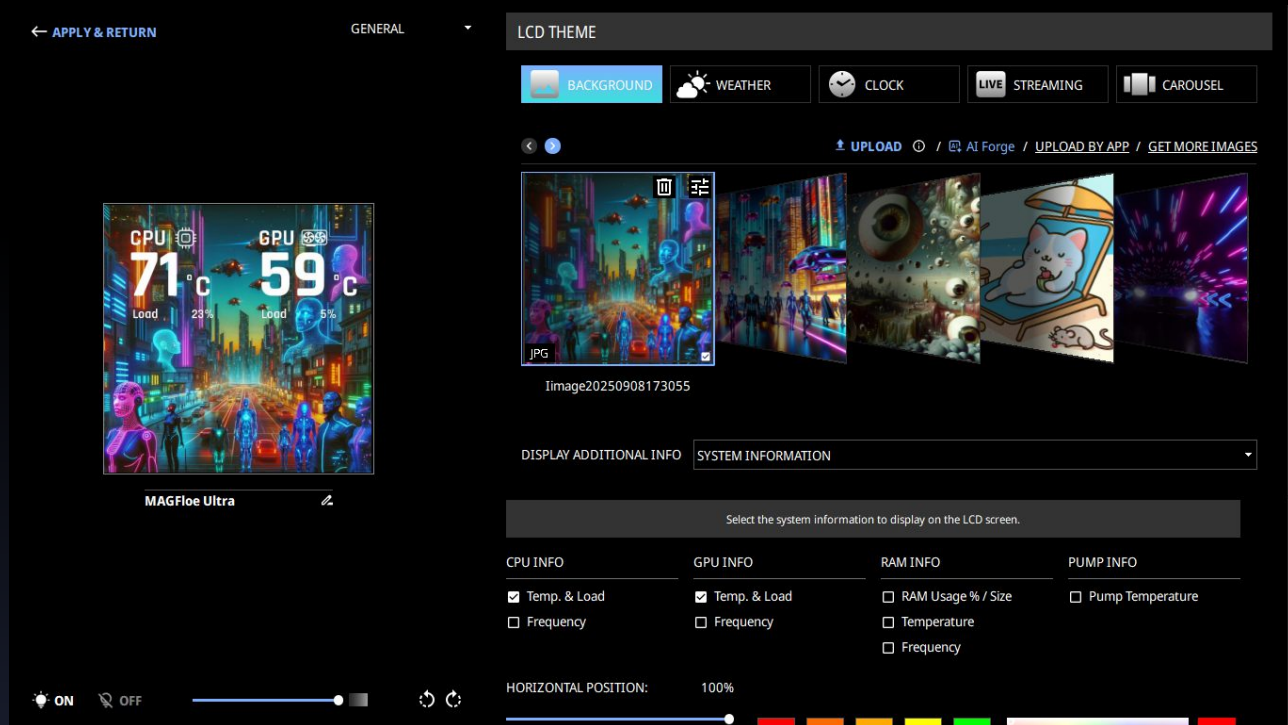 APPLY & RETURN
GENERAL
CPU
GPU
71°C
59°C
Load 23%
Load 5%
MAGFloe Ultra
ON
OFF
LCD THEME
BACKGROUND
WEATHER
CLOCK
LIVE STREAMING
CAROUSEL
UPLOAD / AI AI Forge / UPLOAD BY APP / GET MORE IMAGES
JPG
Iimage20250908173055
DISPLAY ADDITIONAL INFO SYSTEM INFORMATION
Select the system information to display on the LCD screen.
CPU INFO
Temp. & Load
Frequency
GPU INFO
Temp. & Load
Frequency
RAM INFO
RAM Usage % / Size
Temperature
Frequency
PUMP INFO
Pump Temperature
HORIZONTAL POSITION: 100%